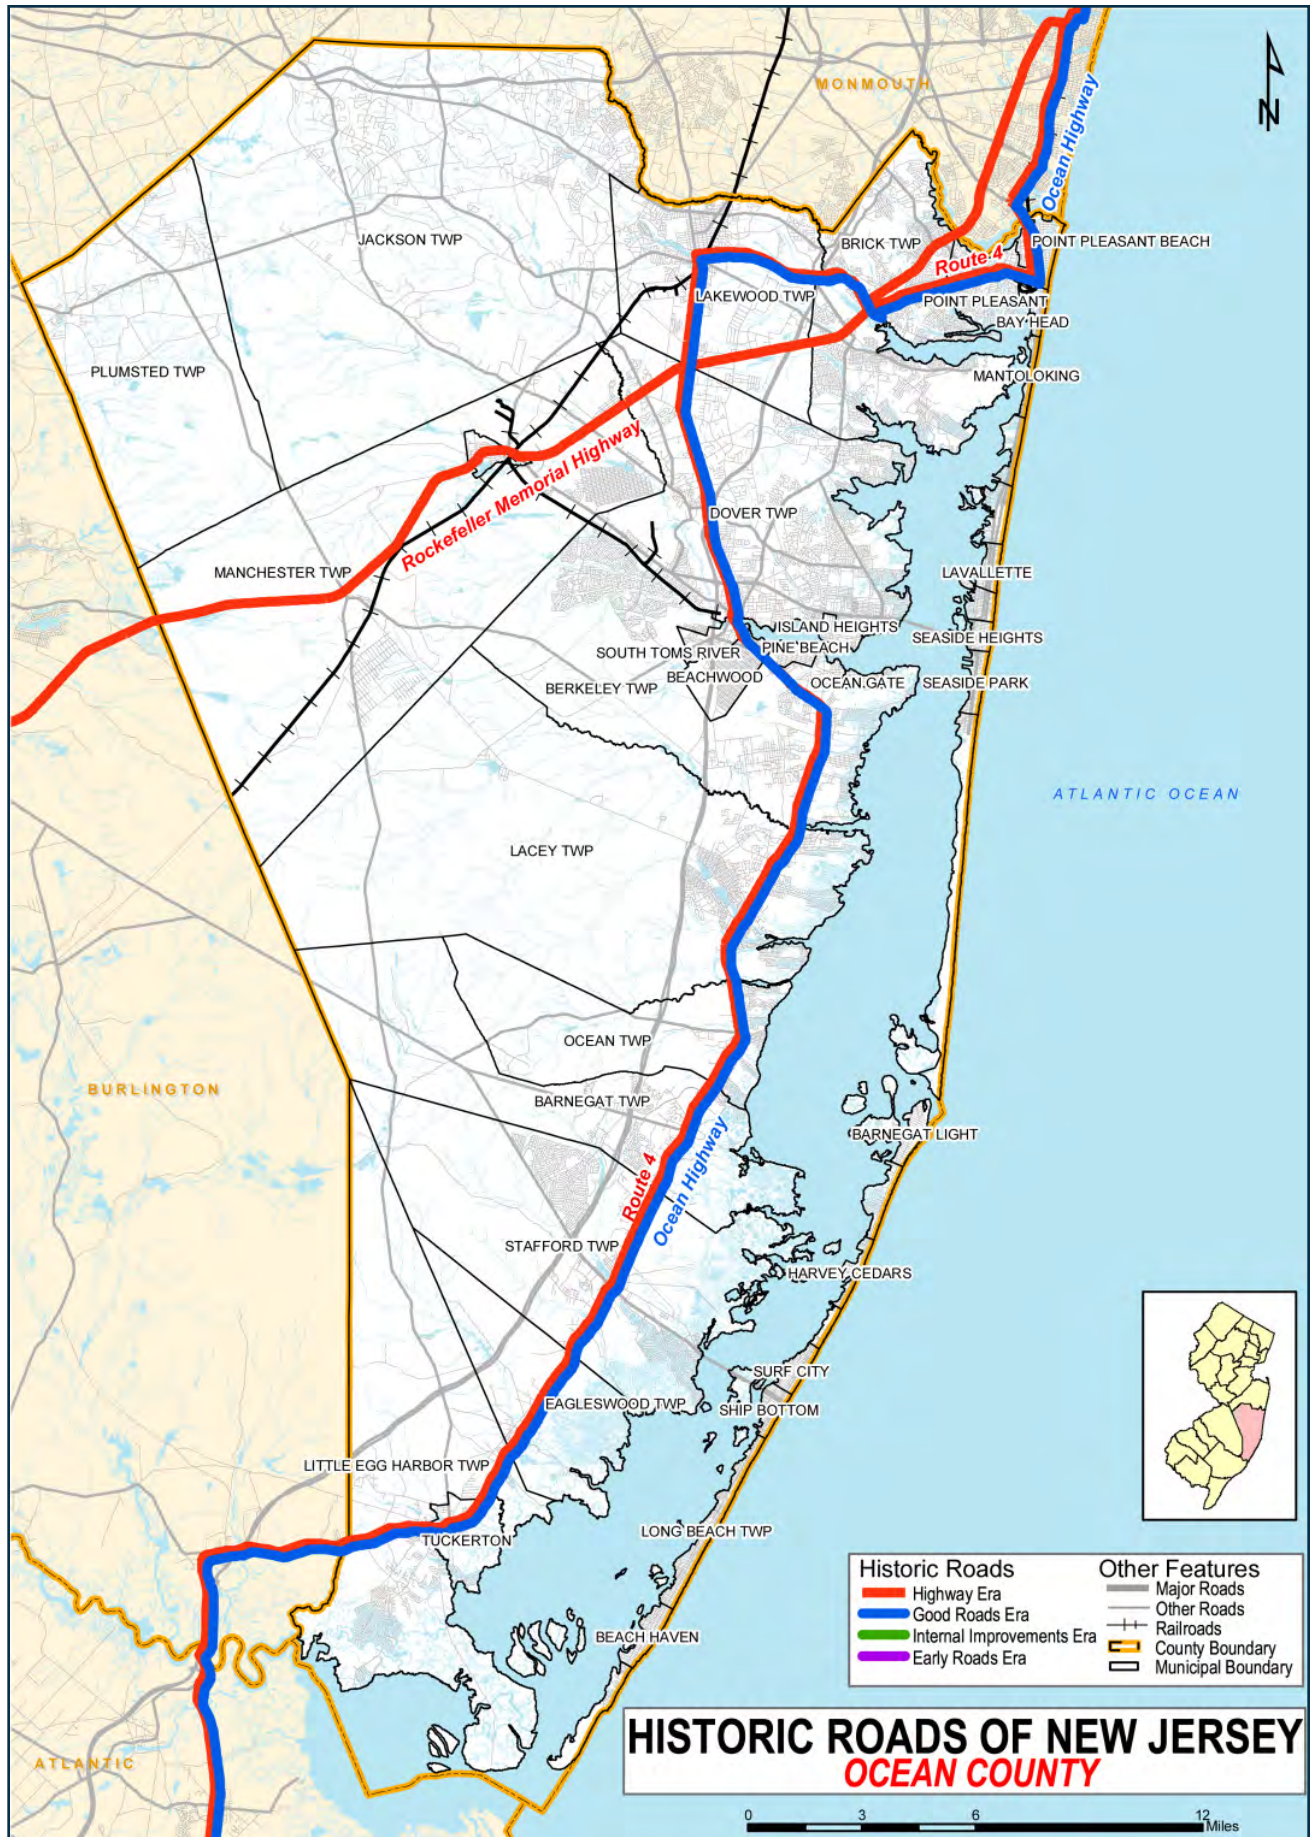 MONMOUTH
N
Ocean Highway
JACKSON TWP
BRICK TWP
POINT PLEASANT BEACH
Route 4
LAKEWOOD TWP
POINT PLEASANT
BAY HEAD
PLUMSTED TWP
MANTOLOKING
Rockefeller Memorial Highway
DOVER TWP
MANCHESTER TWP
LAVALLETTE
ISLAND HEIGHTS
SEASIDE HEIGHTS
SOUTH TOMS RIVER
PINE BEACH
BEACHWOOD
BERKELEY TWP
OCEAN GATE
SEASIDE PARK
ATLANTIC OCEAN
LACEY TWP
OCEAN TWP
BURLINGTON
BARNEGAT TWP
BARNEGAT LIGHT
Route 4
Ocean Highway
STAFFORD TWP
HARVEY CEDARS
SURF CITY
EAGLESWOOD TWP
SHIP BOTTOM
LITTLE EGG HARBOR TWP
LONG BEACH TWP
TUCKERTON
BEACH HAVEN
ATLANTIC
Historic Roads
Highway Era
Good Roads Era
Internal Improvements Era
Early Roads Era
Other Features
Major Roads
Other Roads
Railroads
County Boundary
Municipal Boundary
HISTORIC ROADS OF NEW JERSEY
OCEAN COUNTY
0 3 6 12
Miles